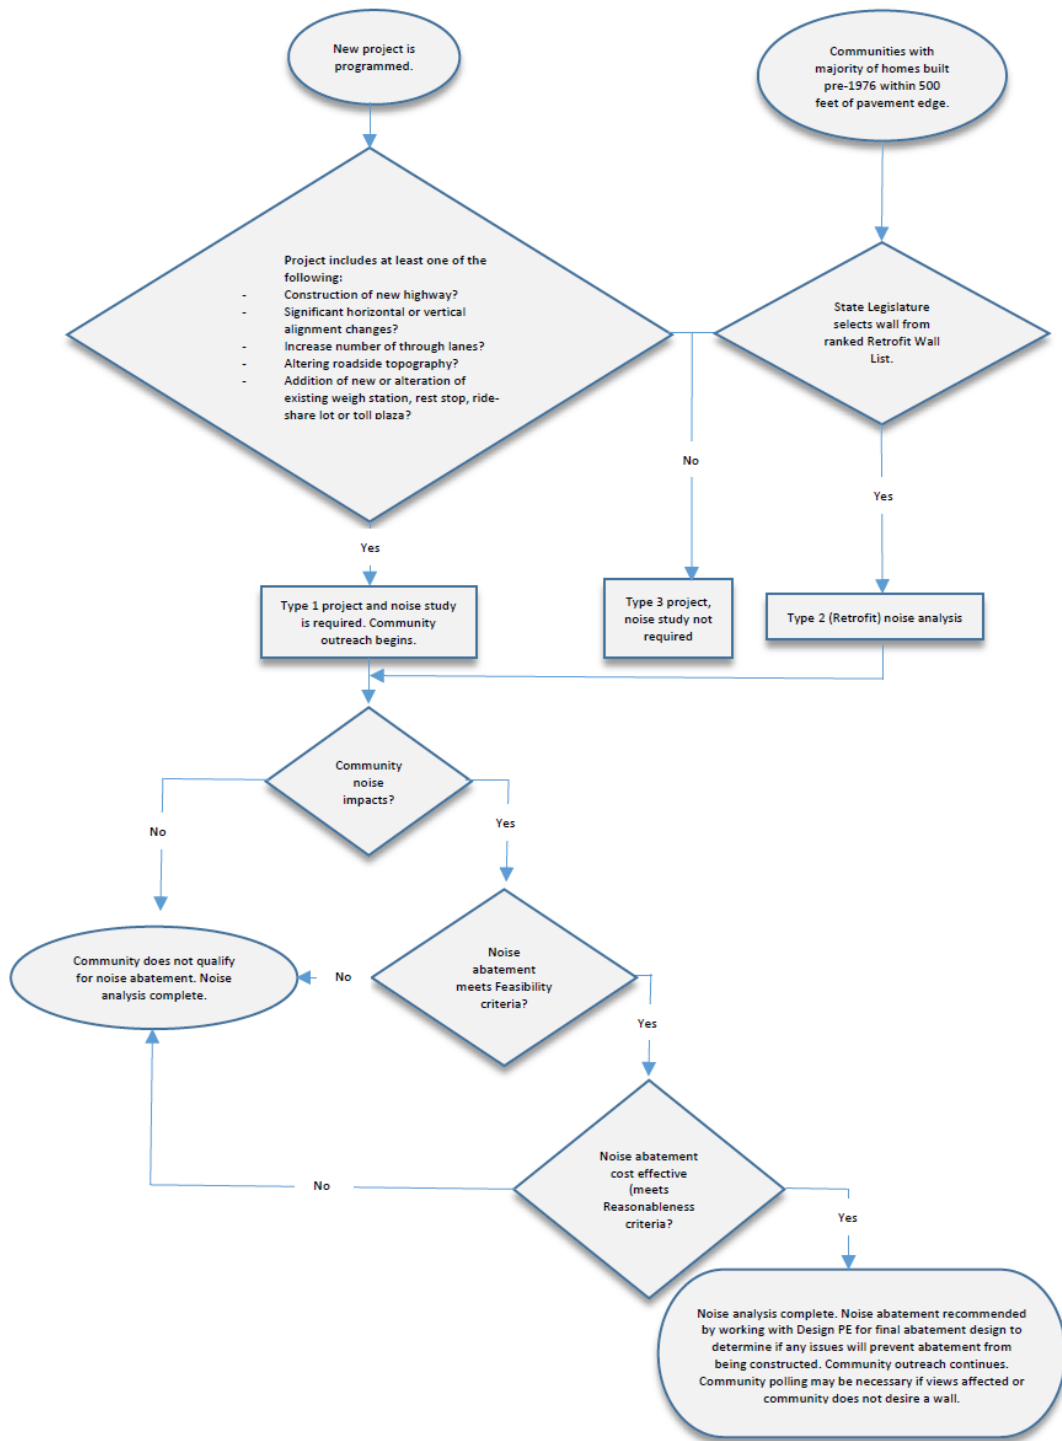 New project is
programmed.
Communities with
majority of homes built
pre-1976 within 500
feet of pavement edge.
Project includes at least one of the
following:
- Construction of new highway?
- Significant horizontal or vertical
alignment changes?
- Increase number of through lanes?
- Altering roadside topography?
- Addition of new or alteration of
existing weigh station, rest stop, ride-
share lot or toll plaza?
State Legislature
selects wall from
ranked Retrofit Wall
List.
No
Yes
Yes
Type 1 project and noise study
is required. Community
outreach begins.
Type 3 project,
noise study not
required
Type 2 (Retrofit) noise analysis
Community
noise
impacts?
No
Yes
Community does not qualify
for noise abatement. Noise
analysis complete.
No
Noise
abatement
meets Feasibility
criteria?
Yes
Noise abatement
cost effective
(meets
Reasonableness
criteria?
No
Yes
Noise analysis complete. Noise abatement recommended
by working with Design PE for final abatement design to
determine if any issues will prevent abatement from
being constructed. Community outreach continues.
Community polling may be necessary if views affected or
community does not desire a wall.